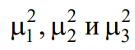 μ₁², μ₂² и μ₃²